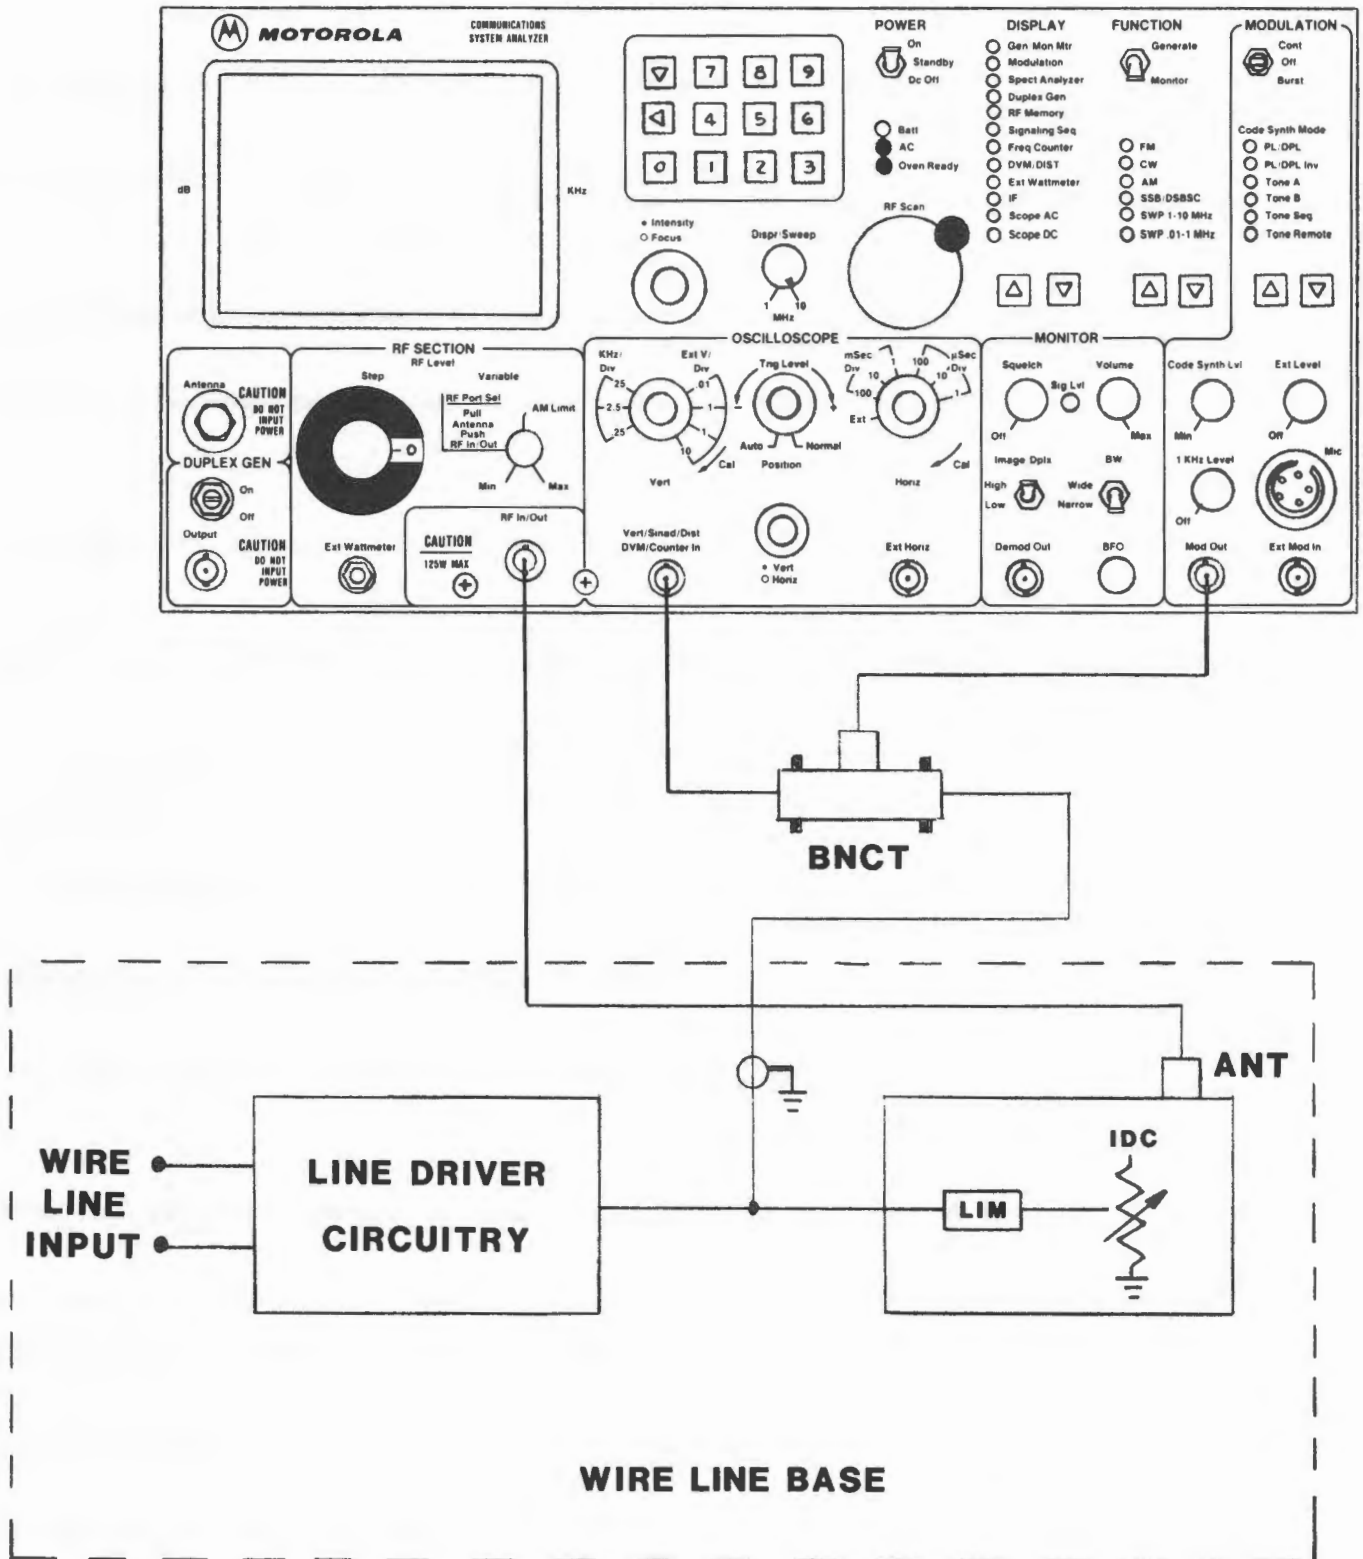 MOTOROLA
COMMUNICATIONS
SYSTEM ANALYZER
dB
KHz
7 8 9
4 5 6
0 1 2 3
• Intensity
○ Focus
Dispr/Sweep
1 10
MHz
POWER
On
Standby
Dc Off
Batt
AC
Oven Ready
RF Scan
DISPLAY
Gen Mon Mtr
Modulation
Spect Analyzer
Duplex Gen
RF Memory
Signaling Seq
Freq Counter
DVM/DIST
Ext Wattmeter
IF
Scope AC
Scope DC
FUNCTION
Generate
Monitor
FM
CW
AM
SSB/DSBSC
SWP 1-10 MHz
SWP .01-1 MHz
MODULATION
Cont
Off
Burst
Code Synth Mode
PL/DPL
PL/DPL Inv
Tone A
Tone B
Tone Seq
Tone Remote
Antenna
CAUTION
DO NOT
INPUT
POWER
DUPLEX GEN
On
Off
Output
CAUTION
DO NOT
INPUT
POWER
RF SECTION
RF Level
Step
Variable
0
RF Port Sel
Pull
Antenna
Push
RF In/Out
AM Limit
Min
Max
Ext Wattmeter
CAUTION
125W MAX
RF In/Out
OSCILLOSCOPE
KHz/
Div
.25
2.5
25
Ext V/
Div
.01
.1
1
10
Cal
Vert
Trig Level
-
+
Auto
Normal
Position
mSec
Div
1
10
100
Ext
µSec
Div
100
10
1
Cal
Horiz
Vert/Sinad/Dist
DVM/Counter In
• Vert
○ Horiz
Ext Horiz
MONITOR
Squelch
Sig Lvl
Volume
Off
Max
Image Dplx
High
Low
BW
Wide
Narrow
Demod Out
BFO
Code Synth Lvl
Min
Ext Level
Off
1 KHz Level
Off
Mic
Mod Out
Ext Mod In
BNCT
ANT
WIRE
LINE
INPUT
LINE DRIVER
CIRCUITRY
LIM
IDC
WIRE LINE BASE